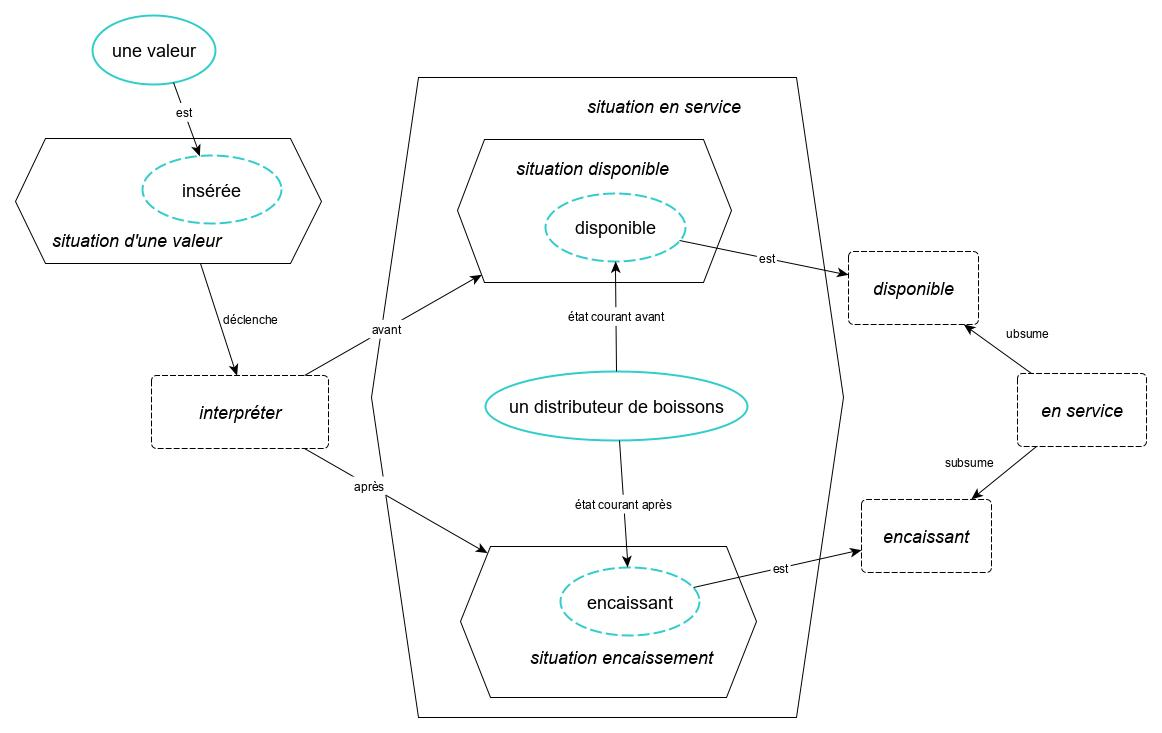 une valeur
est
situation en service
situation disponible
insérée
disponible
situation d'une valeur
est
disponible
déclenche
avant
état courant avant
ubsume
interpréter
un distributeur de boissons
en service
subsume
après
état courant après
encaissant
est
encaissant
situation encaissement